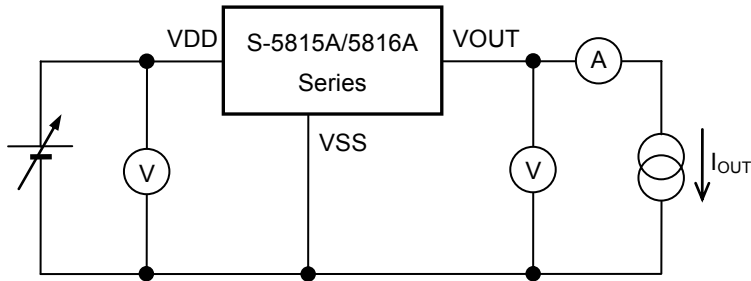 VDD
S-5815A/5816A
Series
VOUT
A
VSS
V
V
IOUT